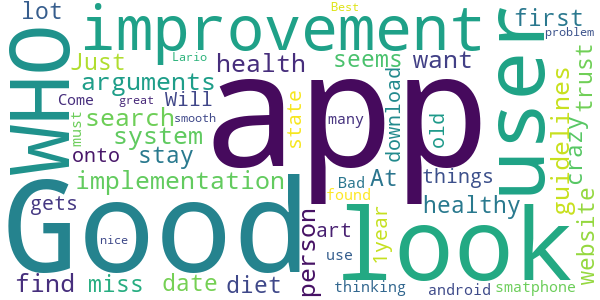 lot
improvement
Best
first
problem
Just
Lario
seems
want
health
arguments
WHO
app
user
Come
great
Will
search
smooth
state
many
download
old
guidelines
crazy
trust
must
system
onto
stay
implementation
At
things
Bad
found
healthy
Good
look
gets
nice
person
art
use
1year
website
find
miss
date
diet
thinking
android
smatphone